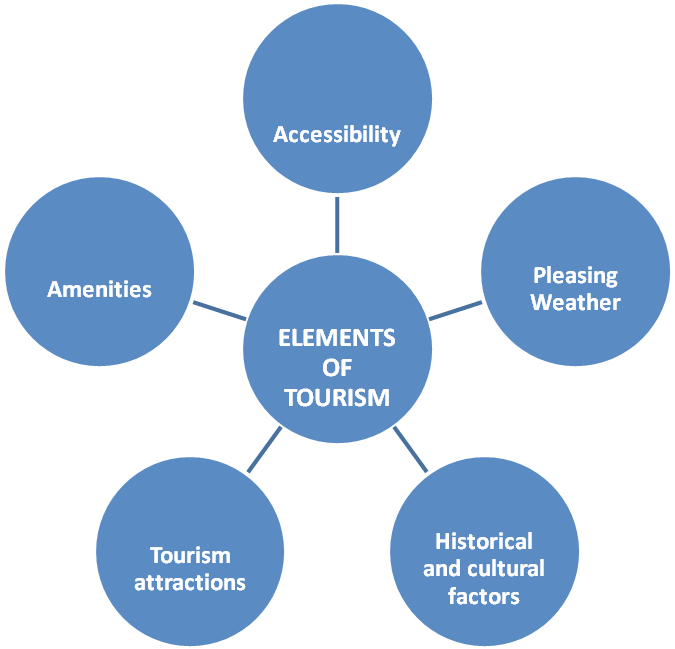 Accessibility
Pleasing
Weather
Amenities
ELEMENTS
OF
TOURISM
Historical
and cultural
factors
Tourism
attractions